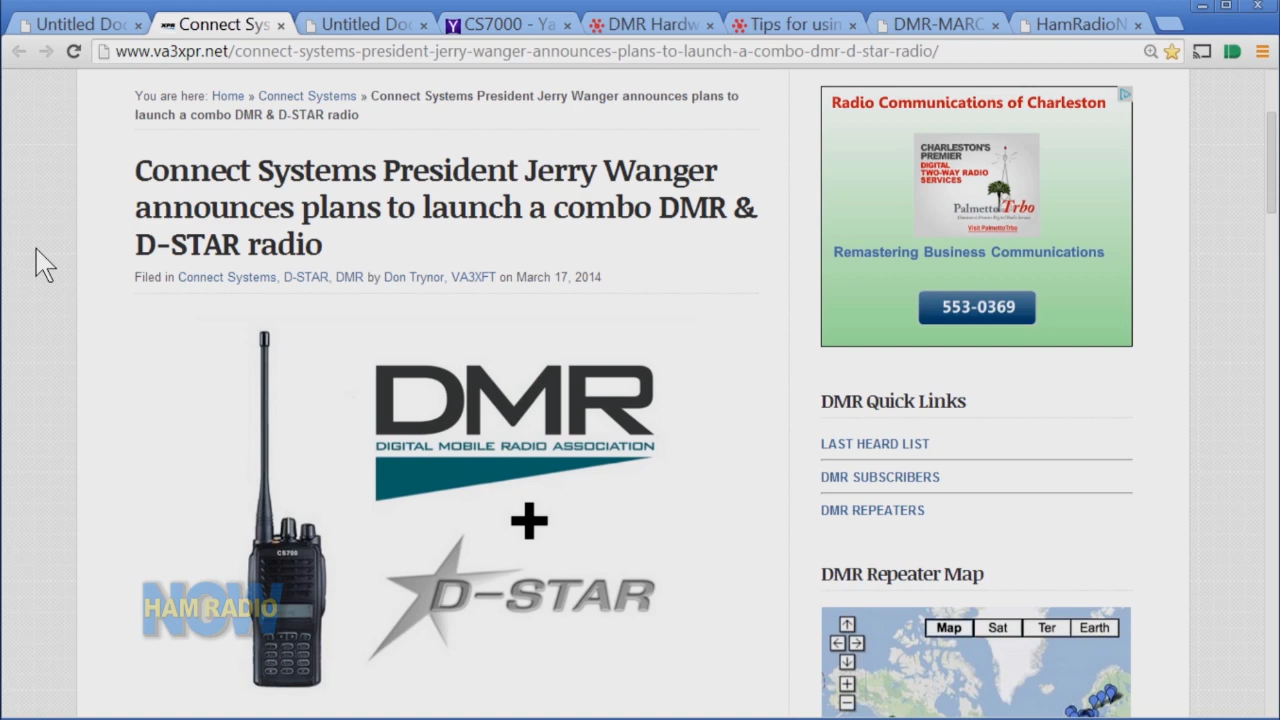 Untitled Doc
XPR Connect Sys
Untitled Doc
CS7000 - Ya
DMR Hardw
Tips for usin
DMR-MARC
HamRadioN
www.va3xpr.net/connect-systems-president-jerry-wanger-announces-plans-to-launch-a-combo-dmr-d-star-radio/
You are here: Home » Connect Systems » Connect Systems President Jerry Wanger announces plans to
launch a combo DMR & D-STAR radio
Connect Systems President Jerry Wanger
announces plans to launch a combo DMR &
D-STAR radio
Filed in Connect Systems, D-STAR, DMR by Don Trynor, VA3XFT on March 17, 2014
DMR
DIGITAL MOBILE RADIO ASSOCIATION
+
D-STAR
CS700
NOW
HAM RADIO
Radio Communications of Charleston
CHARLESTON'S
PREMIER
DIGITAL
TWO-WAY RADIO
SERVICES
PalmettoTrbo
Visit PalmettoTrbo
Remastering Business Communications
553-0369
DMR Quick Links
LAST HEARD LIST
DMR SUBSCRIBERS
DMR REPEATERS
DMR Repeater Map
Map Sat Ter Earth